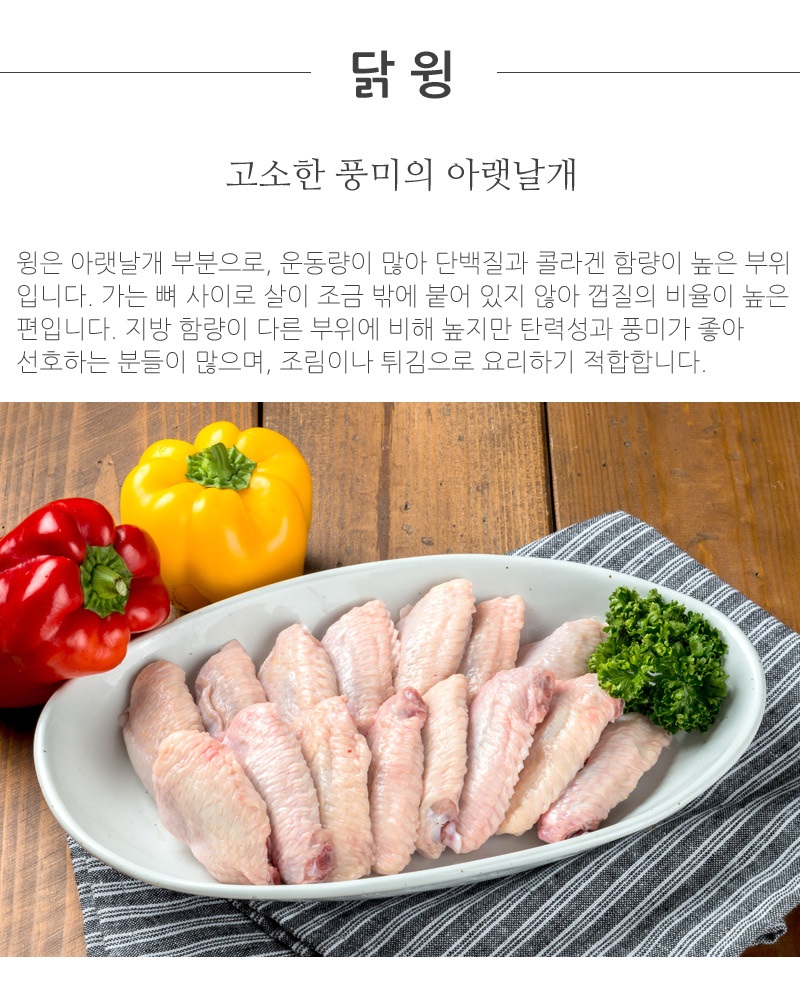 닭 윙
고소한 풍미의 아랫날개
윙은 아랫날개 부분으로, 운동량이 많아 단백질과 콜라겐 함량이 높은 부위
입니다. 가는 뼈 사이로 살이 조금 밖에 붙어 있지 않아 껍질의 비율이 높은
편입니다. 지방 함량이 다른 부위에 비해 높지만 탄력성과 풍미가 좋아
선호하는 분들이 많으며, 조림이나 튀김으로 요리하기 적합합니다.